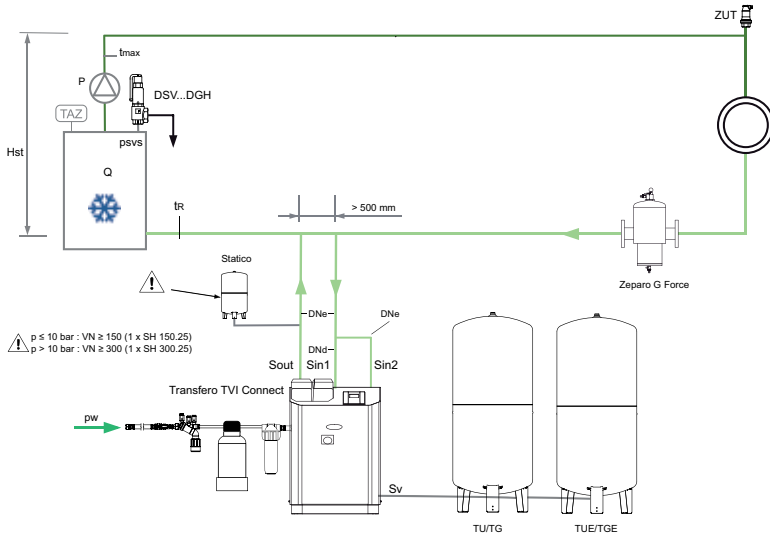 ZUT
tmax
P
DSV...DGH
TAZ
psvs
Hst
Q
tR
> 500 mm
Statico
Zeparo G Force
DNe
DNe
p ≤ 10 bar : VN ≥ 150 (1 x SH 150.25)
p > 10 bar : VN ≥ 300 (1 x SH 300.25)
DNd
Sout Sin1 Sin2
Transfero TVI Connect
pw
Sv
TU/TG
TUE/TGE